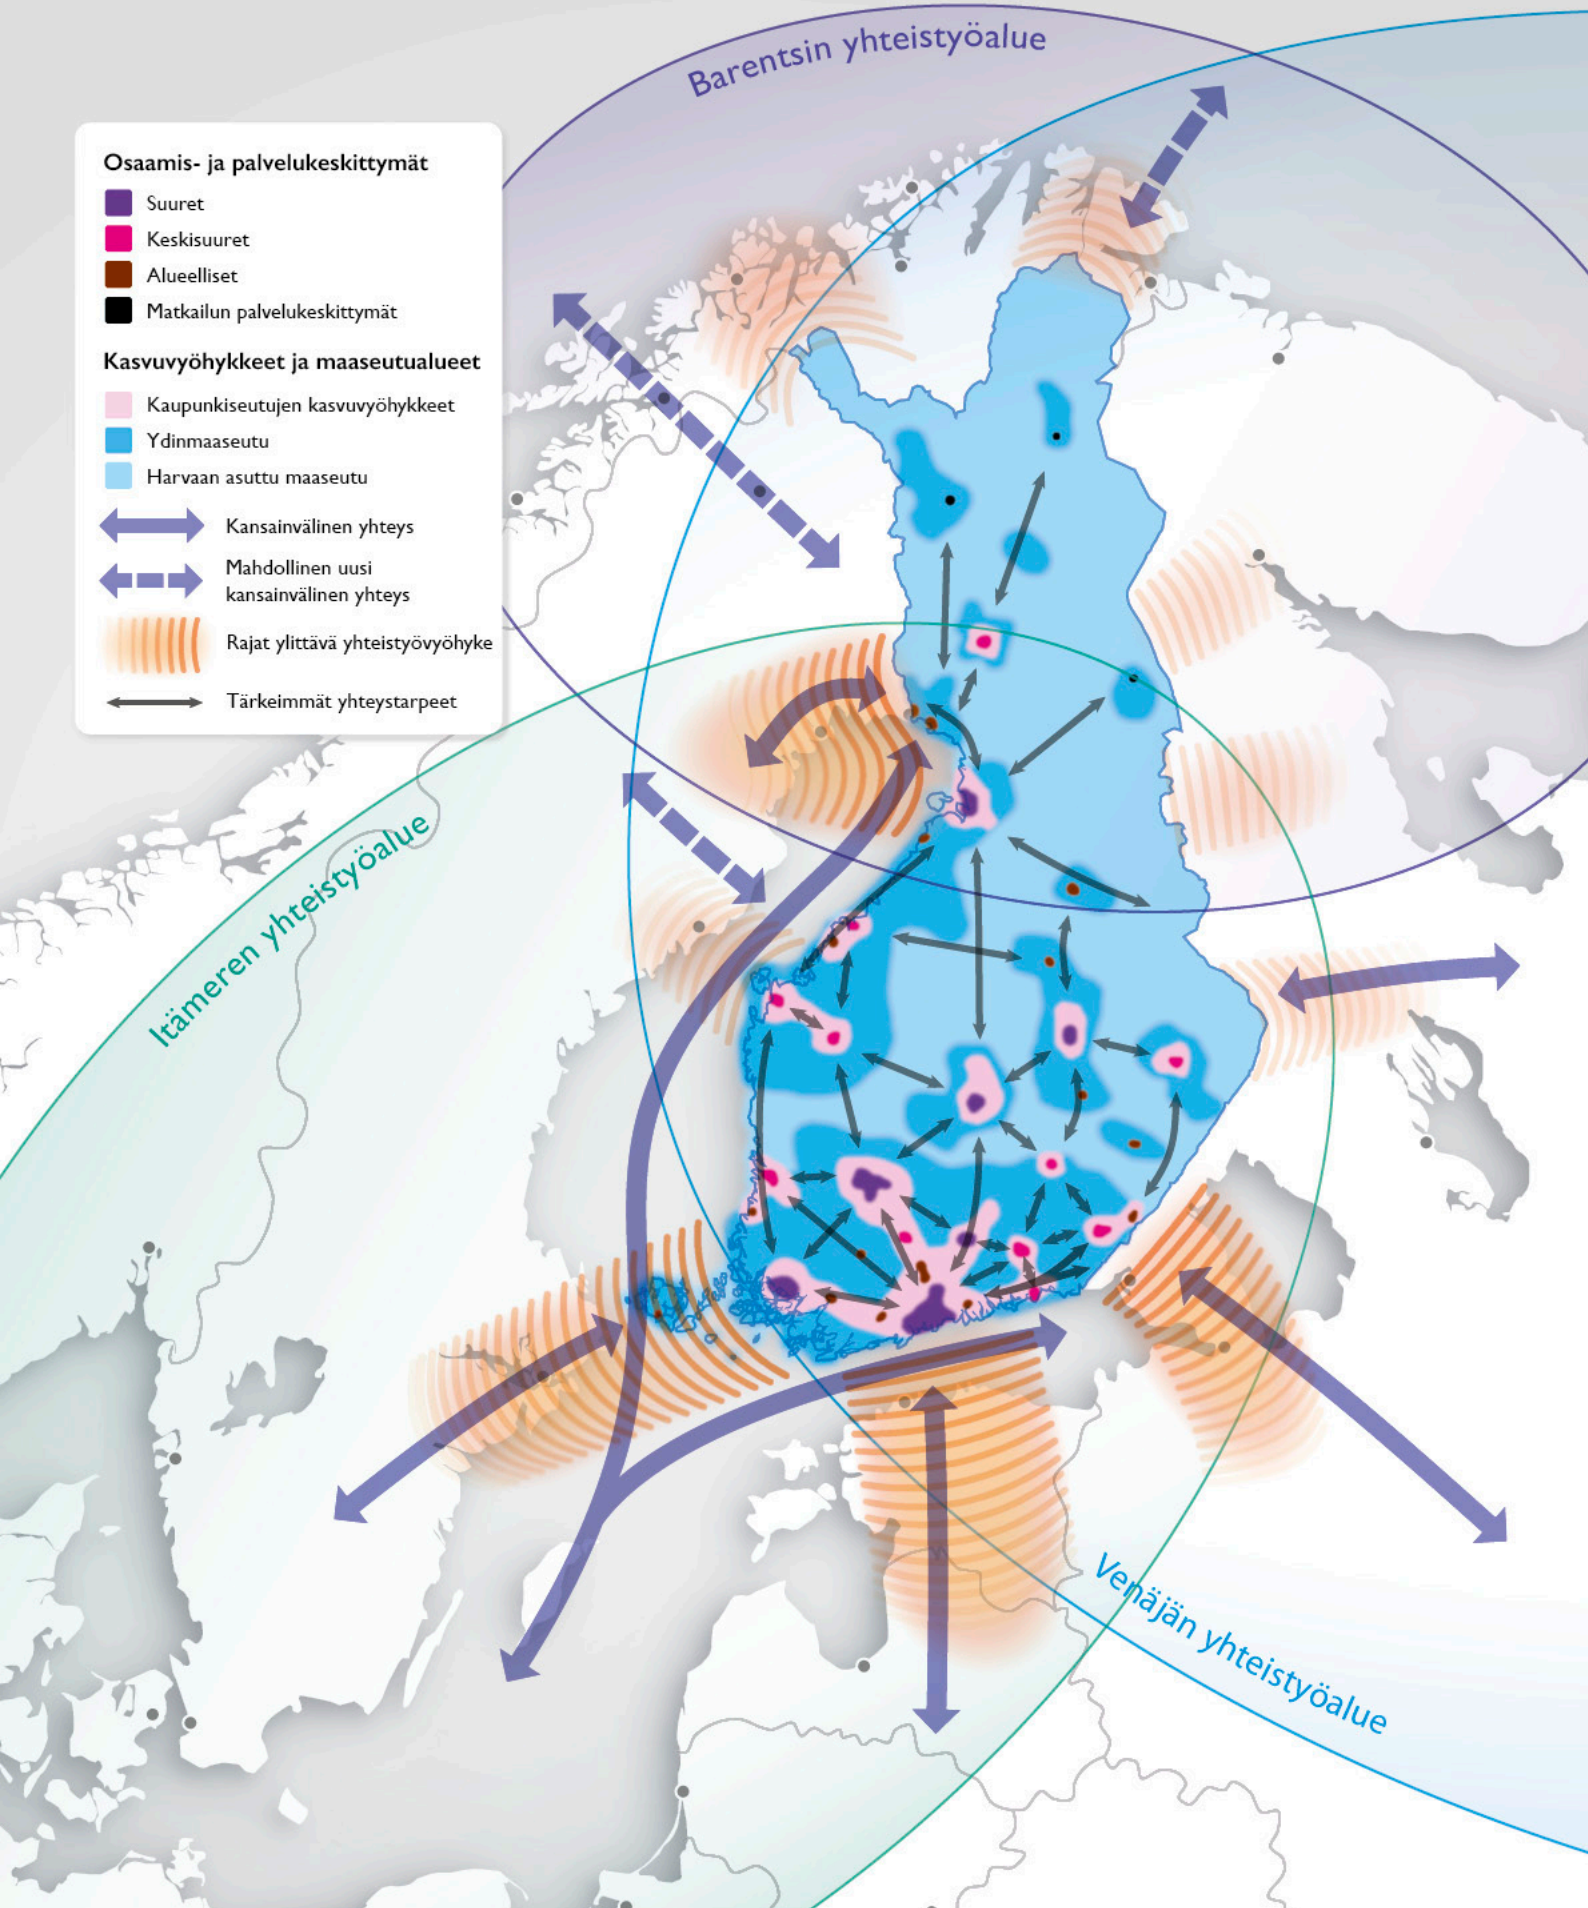 Barentsin yhteistyöalue
Osaamis- ja palvelukeskittymät
Suuret
Keskisuuret
Alueelliset
Matkailun palvelukeskittymät
Kasvuvyöhykkeet ja maaseutualueet
Kaupunkiseutujen kasvuvyöhykkeet
Ydinmaaseutu
Harvaan asuttu maaseutu
Kansainvälinen yhteys
Mahdollinen uusi
kansainvälinen yhteys
Rajat ylittävä yhteistyövyöhyke
Tärkeimmät yhteystarpeet
Itämeren yhteistyöalue
Venäjän yhteistyöalue